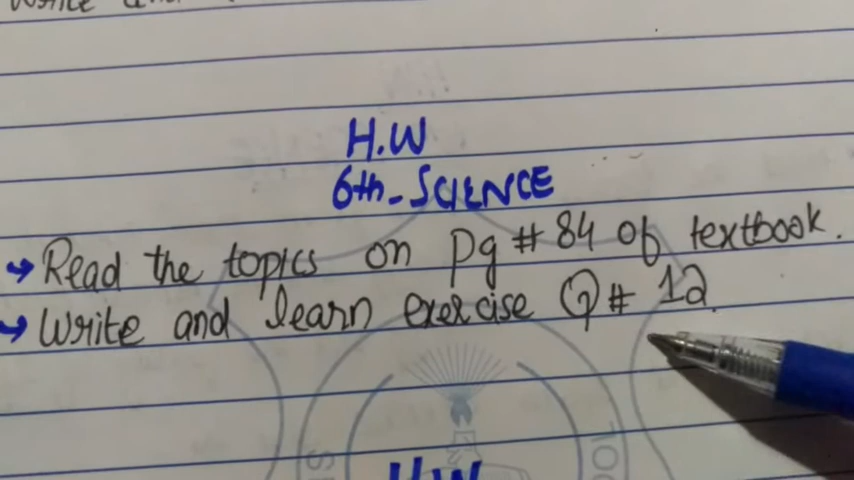 H.W
6th-SCIENCE
→ Read the topics on Pg # 84 of textbook.
→ Write and learn exercise Q # 12.
H.W